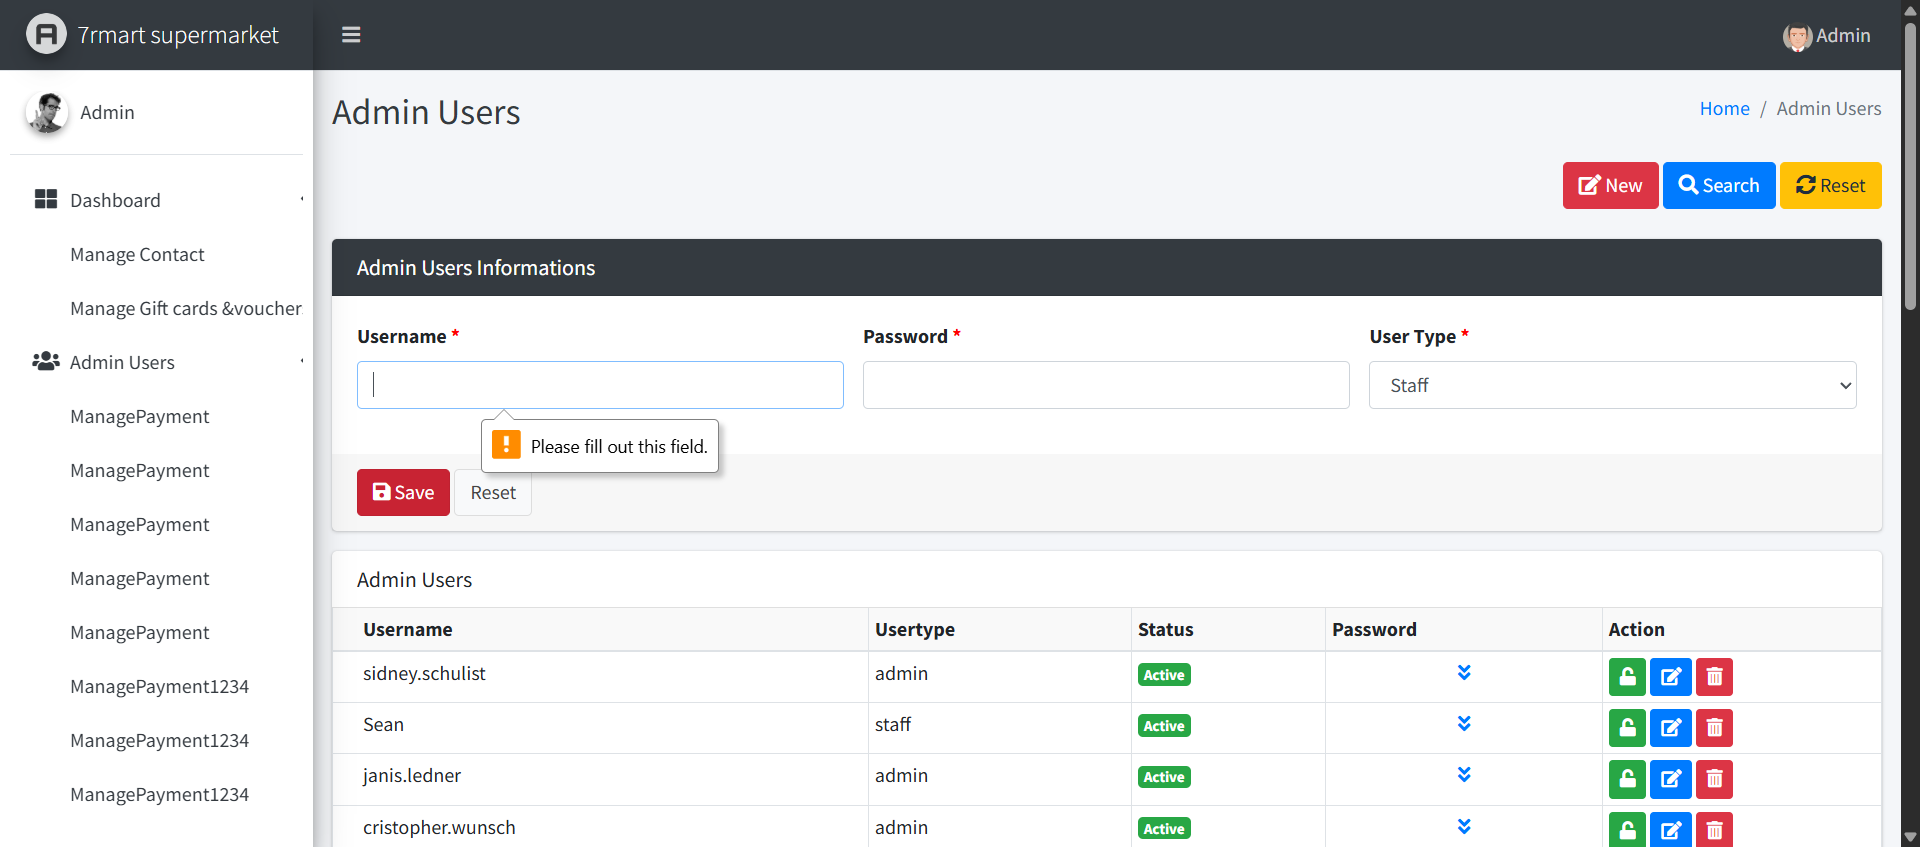 7rmart supermarket
Admin
Admin
Dashboard
Manage Contact
Manage Gift cards &voucher
Admin Users
ManagePayment
ManagePayment
ManagePayment
ManagePayment
ManagePayment
ManagePayment1234
ManagePayment1234
ManagePayment1234
Admin Users
Home / Admin Users
New Search Reset
Admin Users Informations
Username * Password * User Type *
Staff
Please fill out this field.
Save Reset
Admin Users
Username Usertype Status Password Action
sidney.schulist admin Active
Sean staff Active
janis.ledner admin Active
cristopher.wunsch admin Active